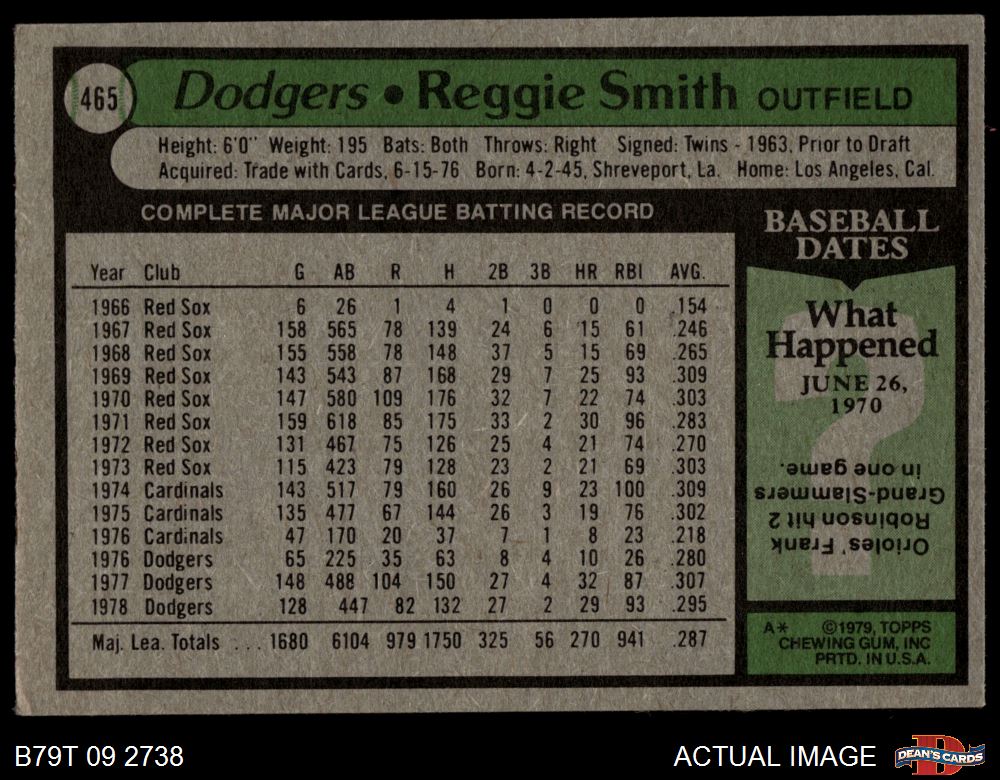 465
Dodgers • Reggie Smith OUTFIELD
Height: 6'0" Weight: 195 Bats: Both Throws: Right Signed: Twins - 1963, Prior to Draft
Acquired: Trade with Cards, 6-15-76 Born: 4-2-45, Shreveport, La. Home: Los Angeles, Cal.
COMPLETE MAJOR LEAGUE BATTING RECORD
Year Club G AB R H 2B 3B HR RBI AVG.
1966 Red Sox 6 26 1 4 1 0 0 0 .154
1967 Red Sox 158 565 78 139 24 6 15 61 .246
1968 Red Sox 155 558 78 148 37 5 15 69 .265
1969 Red Sox 143 543 87 168 29 7 25 93 .309
1970 Red Sox 147 580 109 176 32 7 22 74 .303
1971 Red Sox 159 618 85 175 33 2 30 96 .283
1972 Red Sox 131 467 75 126 25 4 21 74 .270
1973 Red Sox 115 423 79 128 23 2 21 69 .303
1974 Cardinals 143 517 79 160 26 9 23 100 .309
1975 Cardinals 135 477 67 144 26 3 19 76 .302
1976 Cardinals 47 170 20 37 7 1 8 23 .218
1976 Dodgers 65 225 35 63 8 4 10 26 .280
1977 Dodgers 148 488 104 150 27 4 32 87 .307
1978 Dodgers 128 447 82 132 27 2 29 93 .295
Maj. Lea. Totals ... 1680 6104 979 1750 325 56 270 941 .287
BASEBALL
DATES
What
Happened
JUNE 26,
1970
?
Orioles' Frank
Robinson hit 2
Grand-Slammers
in one game.
A* ©1979, TOPPS
CHEWING GUM, INC
PRTD. IN U.S.A.
B79T 09 2738
ACTUAL IMAGE
D
DEAN'S CARDS